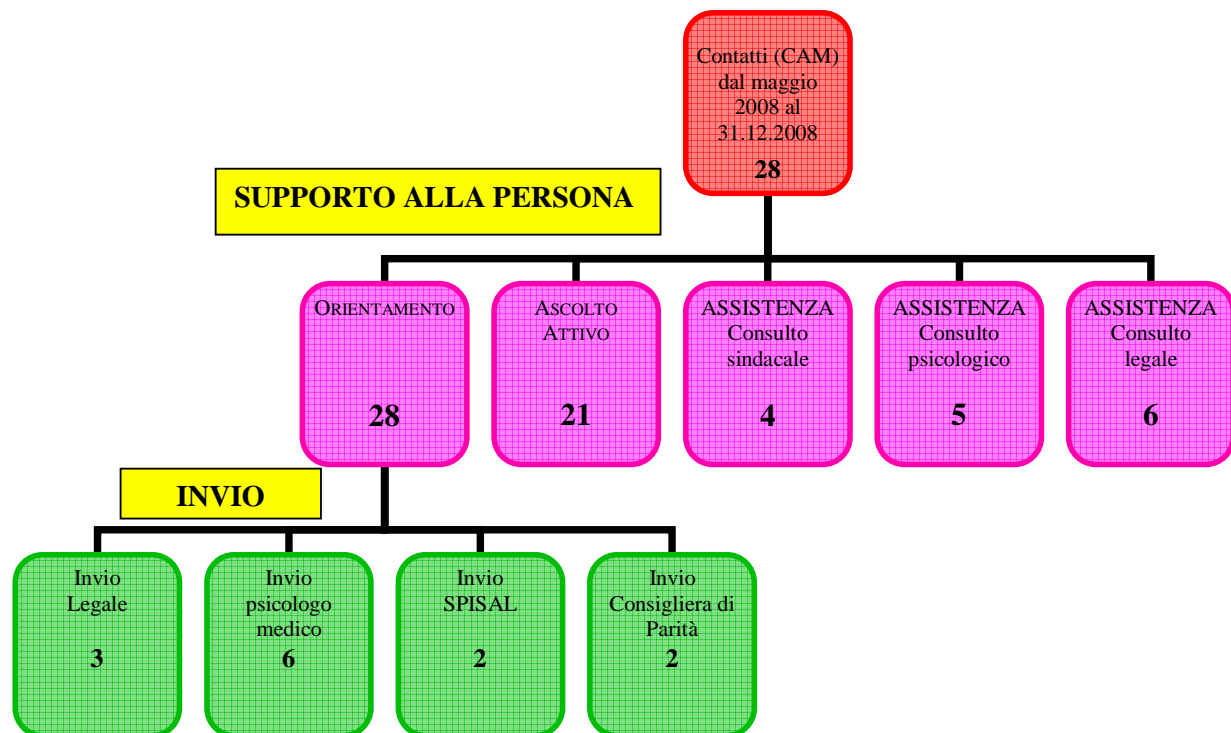 Contatti (CAM)
dal maggio
2008 al
31.12.2008
28
SUPPORTO ALLA PERSONA
ORIENTAMENTO
28
ASCOLTO
ATTIVO
21
ASSISTENZA
Consulto
sindacale
4
ASSISTENZA
Consulto
psicologico
5
ASSISTENZA
Consulto
legale
6
INVIO
Invio
Legale
3
Invio
psicologo
medico
6
Invio
SPISAL
2
Invio
Consigliera di
Parità
2